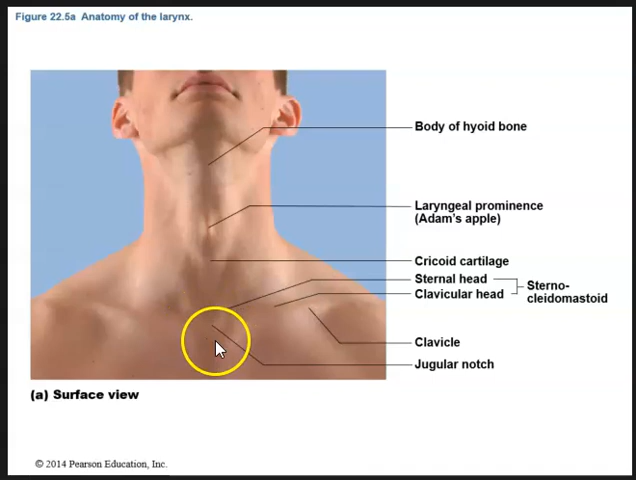 Figure 22.5a Anatomy of the larynx.
Body of hyoid bone
Laryngeal prominence
(Adam's apple)
Cricoid cartilage
Sternal head
Clavicular head
Sterno-
cleidomastoid
Clavicle
Jugular notch
(a) Surface view
© 2014 Pearson Education, Inc.